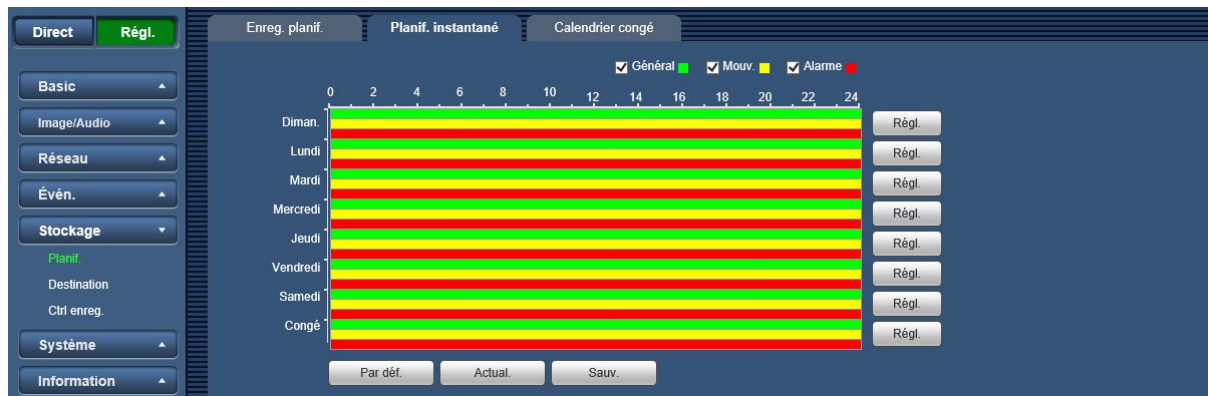 Direct Régl.
Enreg. planif. Planif. instantané Calendrier congé
Basic
Image/Audio
Réseau
Évén.
Stockage
Planif.
Destination
Ctrl enreg.
Système
Information
Général Mouv. Alarme
0 2 4 6 8 10 12 14 16 18 20 22 24
Diman. Régl.
Lundi Régl.
Mardi Régl.
Mercredi Régl.
Jeudi Régl.
Vendredi Régl.
Samedi Régl.
Congé Régl.
Par déf. Actual. Sauv.